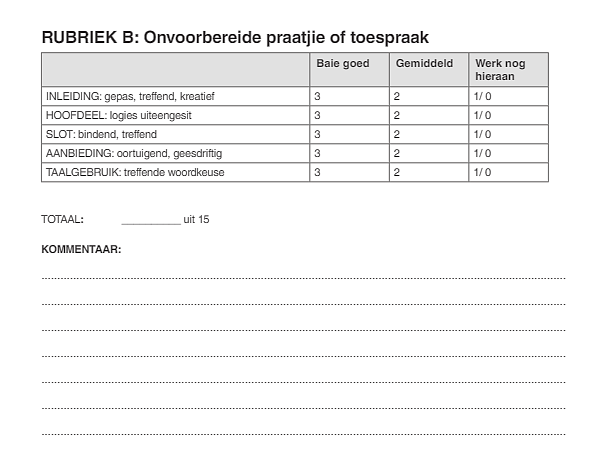 RUBRIEK B: Onvoorbereide praatjie of toespraak
Baie goed Gemiddeld Werk nog hieraan
INLEIDING: gepas, treffend, kreatief 3 2 1/ 0
HOOFDEEL: logies uiteengesit 3 2 1/ 0
SLOT: bindend, treffend 3 2 1/ 0
AANBIEDING: oortuigend, geesdriftig 3 2 1/ 0
TAALGEBRUIK: treffende woordkeuse 3 2 1/ 0
TOTAAL: __________ uit 15
KOMMENTAAR: